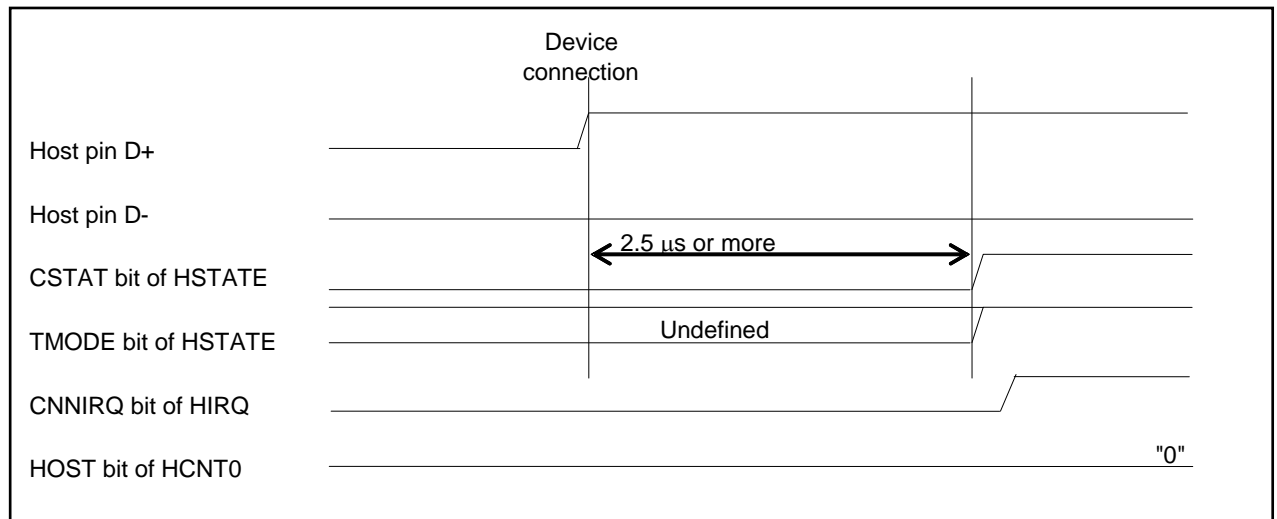 Device
connection
Host pin D+
Host pin D-
2.5 μs or more
CSTAT bit of HSTATE
Undefined
TMODE bit of HSTATE
CNNIRQ bit of HIRQ
"0"
HOST bit of HCNT0